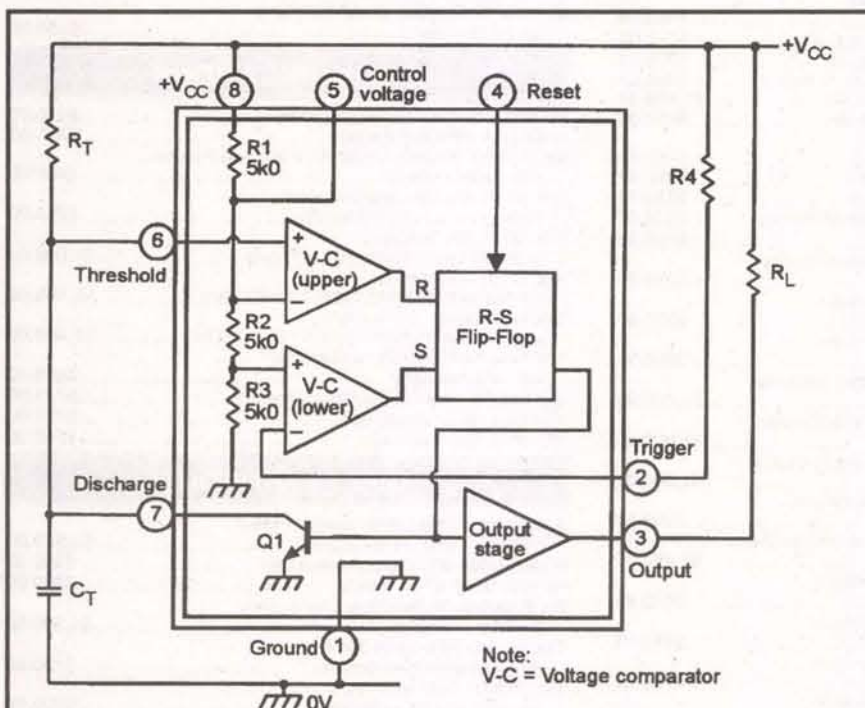 +VCC
+VCC
8
5
Control
voltage
4
Reset
RT
R1
5k0
R4
6
Threshold
+
V-C
(upper)
−
R
R-S
Flip-Flop
RL
R2
5k0
S
R3
5k0
+
V-C
(lower)
−
Trigger
2
Discharge
7
Q1
Output
stage
3
Output
CT
Ground
1
Note:
V-C = Voltage comparator
0V